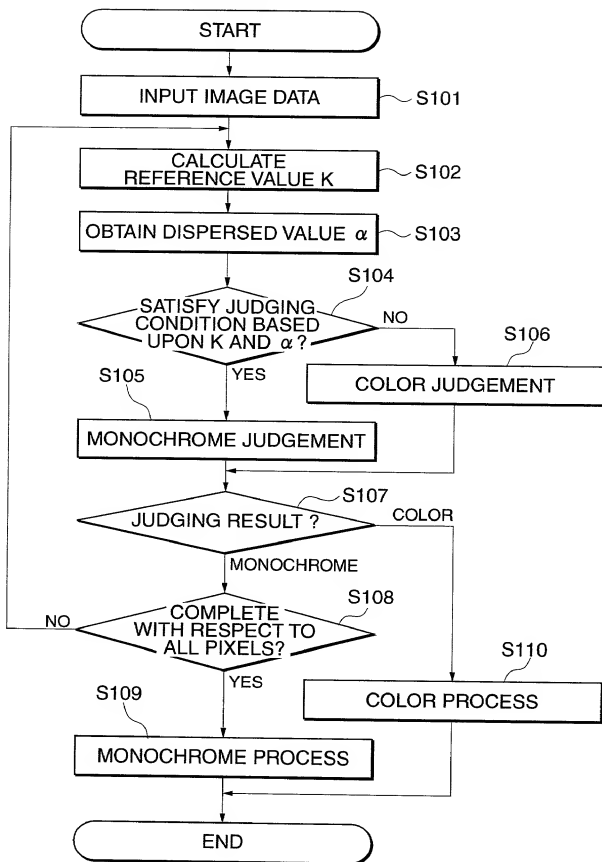 START
INPUT IMAGE DATA
S101
CALCULATE
REFERENCE VALUE K
S102
OBTAIN DISPERSED VALUE α
S103
S104
SATISFY JUDGING
CONDITION BASED
UPON K AND α?
NO
YES
S106
COLOR JUDGEMENT
S105
MONOCHROME JUDGEMENT
S107
JUDGING RESULT ?
COLOR
MONOCHROME
S108
COMPLETE
WITH RESPECT TO
ALL PIXELS?
NO
YES
S110
COLOR PROCESS
S109
MONOCHROME PROCESS
END